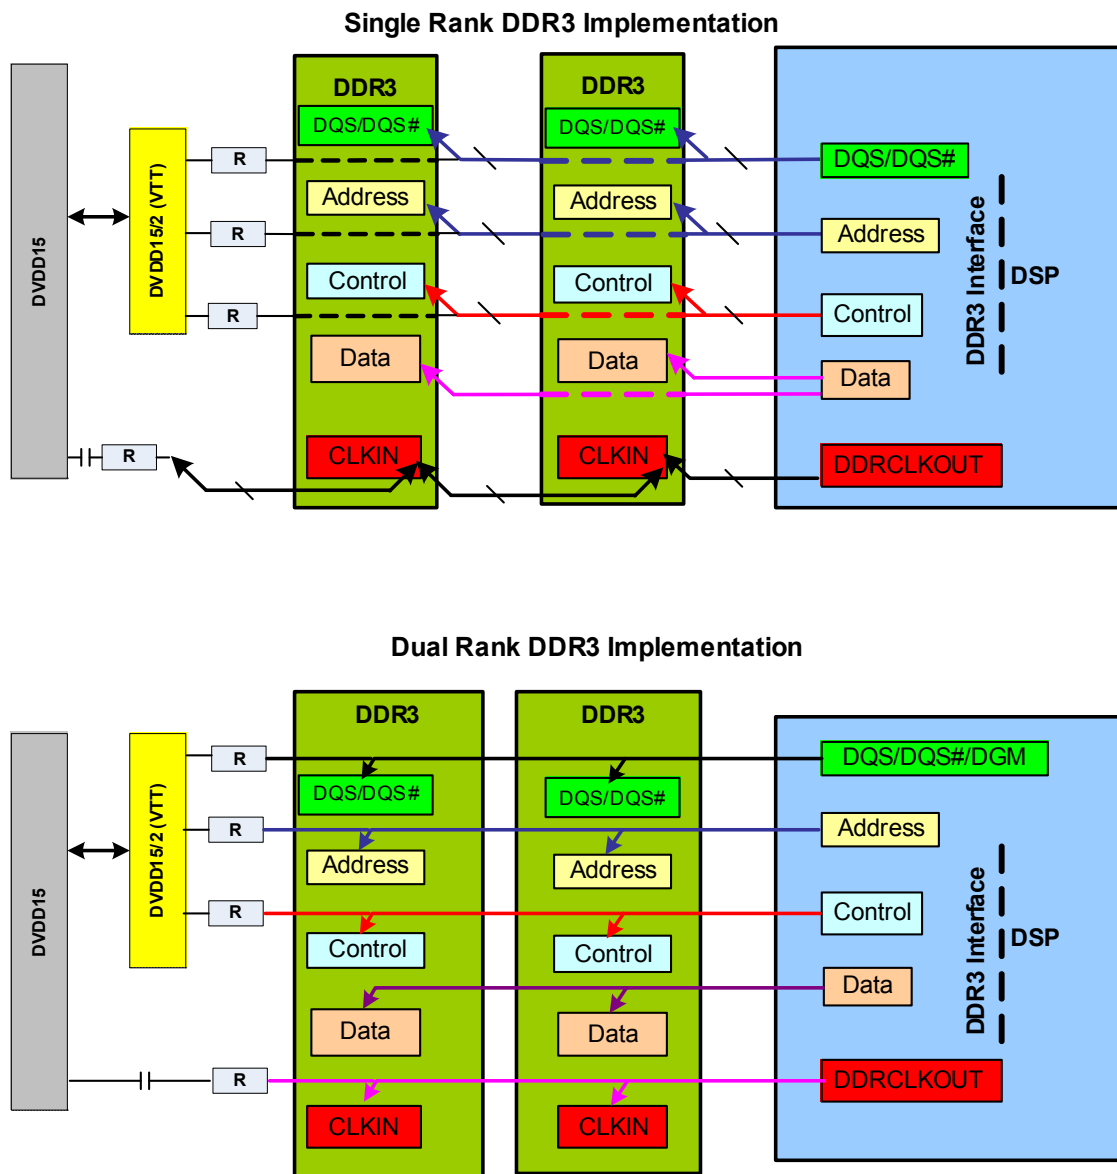 Single Rank DDR3 Implementation
DDR3
DDR3
DQS/DQS#
DQS/DQS#
DQS/DQS#
R
Address
Address
Address
R
Control
Control
Control
R
Data
Data
Data
DVDD15
DVDD15/2 (VTT)
DDR3 Interface
DSP
R
CLKIN
CLKIN
DDRCLKOUT
Dual Rank DDR3 Implementation
DDR3
DDR3
R
DQS/DQS#/DGM
DQS/DQS#
DQS/DQS#
R
Address
Address
Address
R
Control
Control
Control
Data
Data
Data
DVDD15
DVDD15/2 (VTT)
DDR3 Interface
DSP
R
DDRCLKOUT
CLKIN
CLKIN